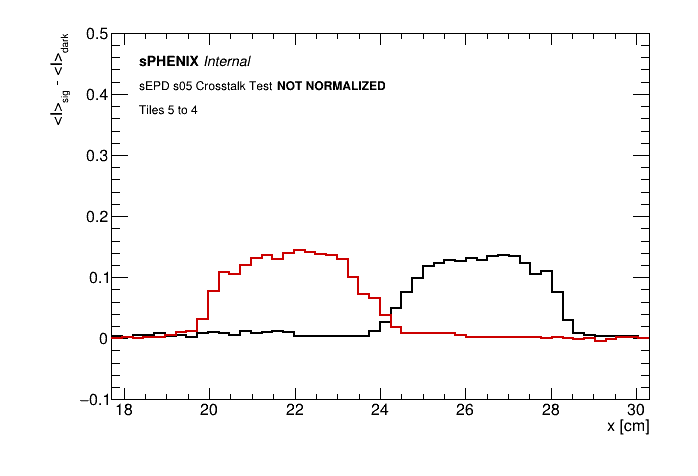 <I>sig - <I>dark
0.5
0.4
0.3
0.2
0.1
0
−0.1
sPHENIX Internal
sEPD s05 Crosstalk Test NOT NORMALIZED
Tiles 5 to 4
18 20 22 24 26 28 30
x [cm]